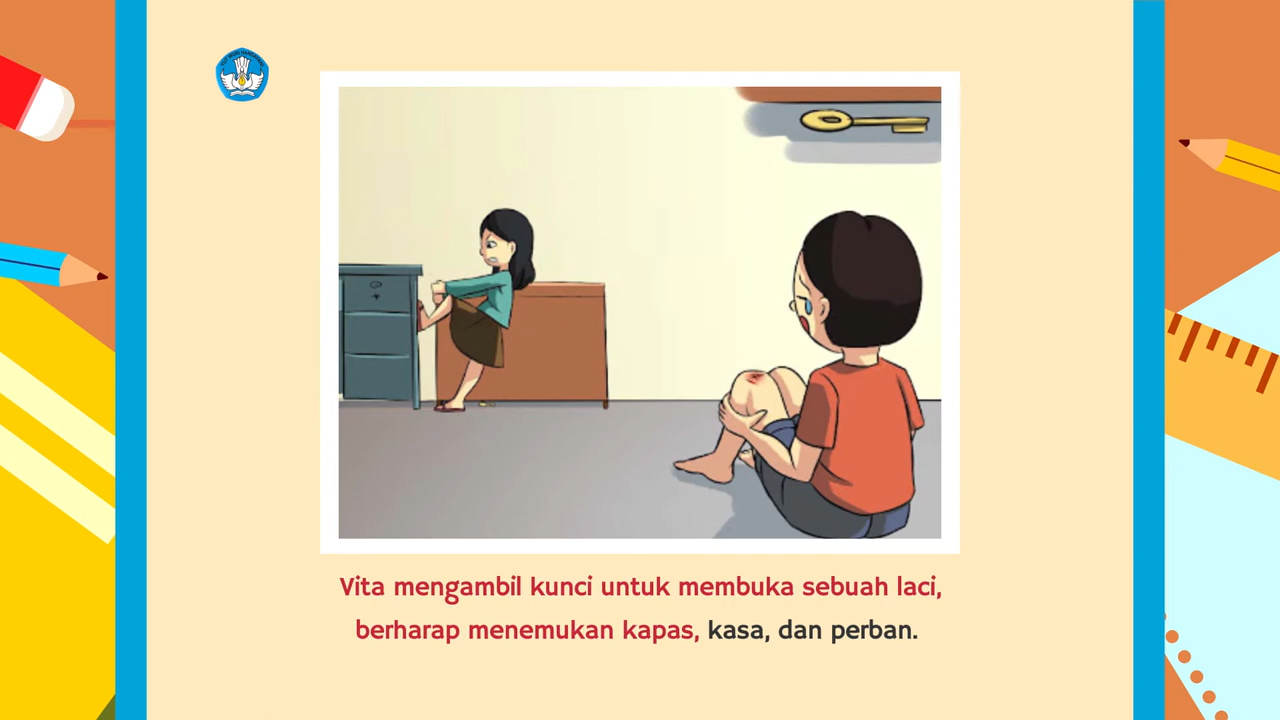 Vita mengambil kunci untuk membuka sebuah laci,
berharap menemukan kapas, kasa, dan perban.